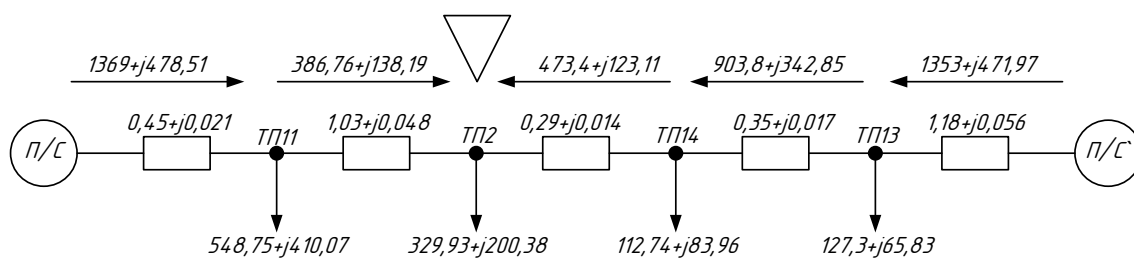 1369+j478,51
386,76+j138,19
473,4+j123,11
903,8+j342,85
1353+j471,97
П/С
0,45+j0,021
ТП11
1,03+j0,048
ТП2
0,29+j0,014
ТП14
0,35+j0,017
ТП13
1,18+j0,056
П/С`
548,75+j410,07
329,93+j200,38
112,74+j83,96
127,3+j65,83